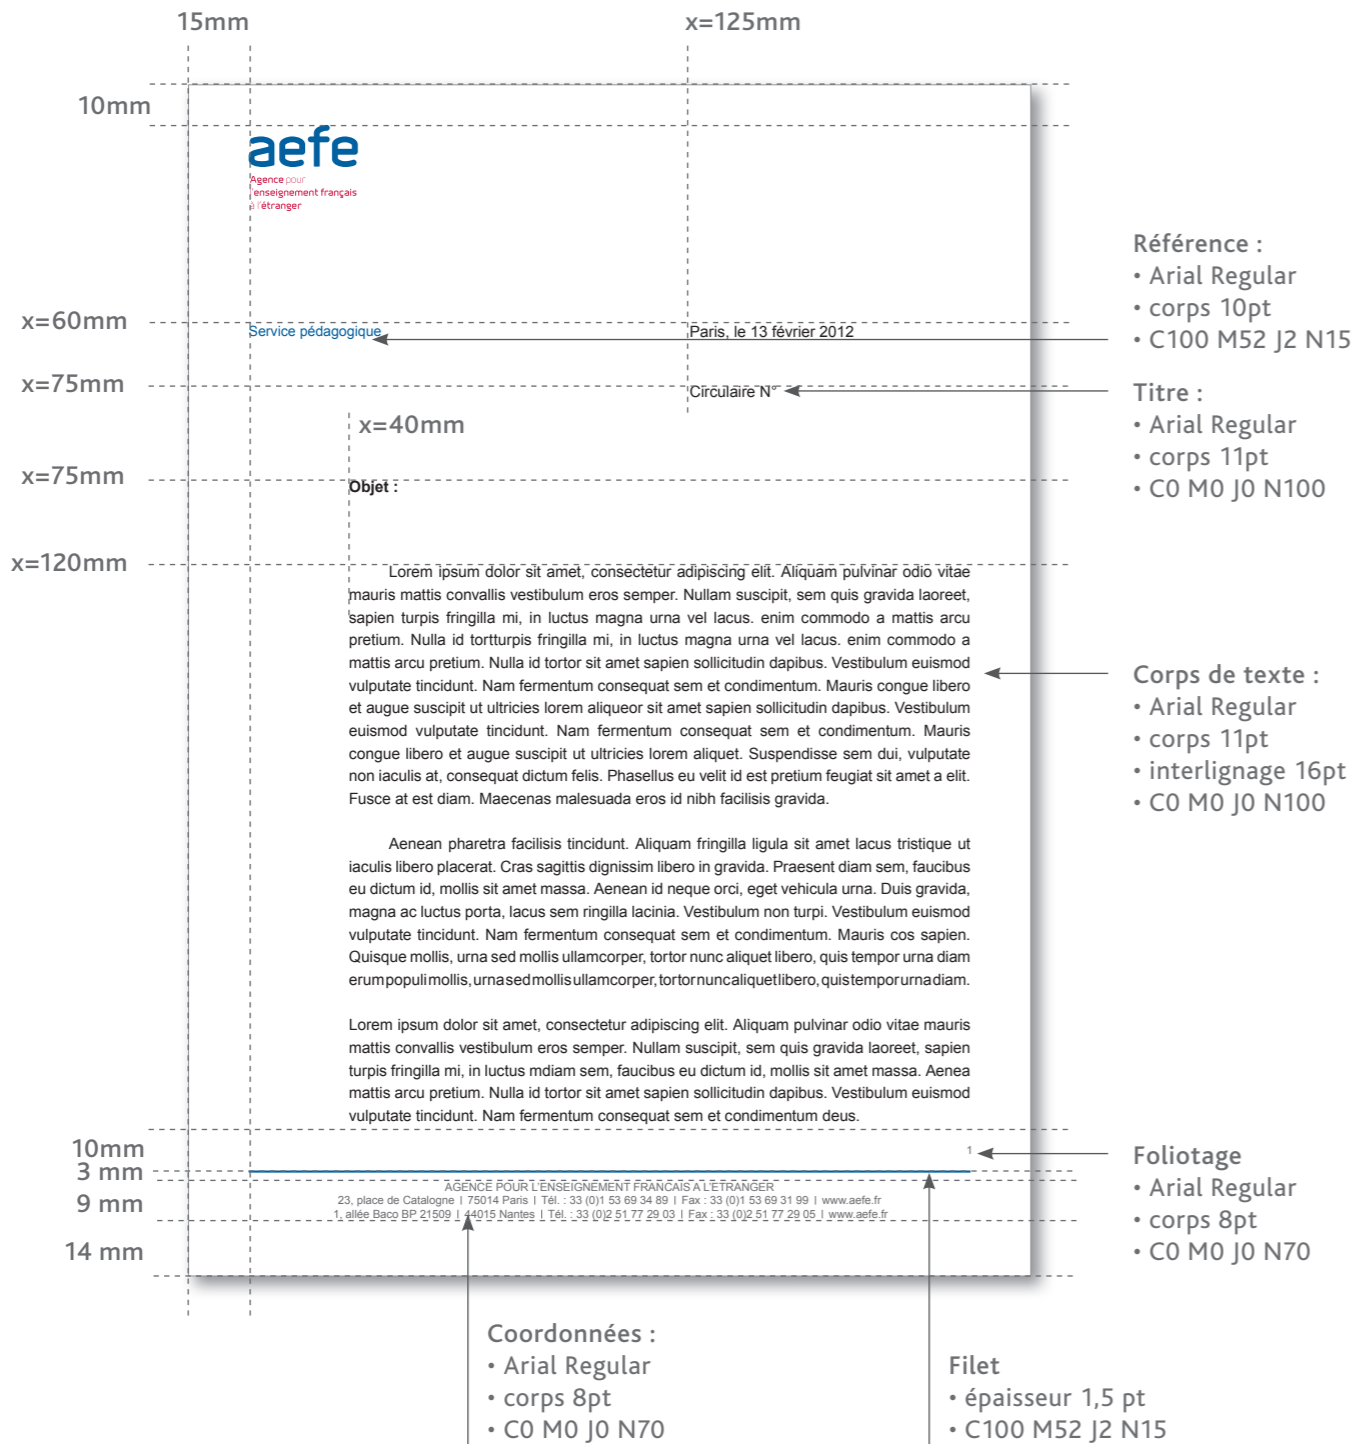 15mm
x=125mm
10mm
aefe
Agence pour
l'enseignement français
à l'étranger
Référence :
• Arial Regular
• corps 10pt
• C100 M52 J2 N15
x=60mm
Service pédagogique
Paris, le 13 février 2012
x=75mm
Circulaire N°
Titre :
• Arial Regular
• corps 11pt
• C0 M0 J0 N100
x=40mm
x=75mm
Objet :
x=120mm
Lorem ipsum dolor sit amet, consectetur adipiscing elit. Aliquam pulvinar odio vitae
mauris mattis convallis vestibulum eros semper. Nullam suscipit, sem quis gravida laoreet,
sapien turpis fringilla mi, in luctus magna urna vel lacus. enim commodo a mattis arcu
pretium. Nulla id tortturpis fringilla mi, in luctus magna urna vel lacus. enim commodo a
mattis arcu pretium. Nulla id tortor sit amet sapien sollicitudin dapibus. Vestibulum euismod
vulputate tincidunt. Nam fermentum consequat sem et condimentum. Mauris congue libero
et augue suscipit ut ultricies lorem aliqueor sit amet sapien sollicitudin dapibus. Vestibulum
euismod vulputate tincidunt. Nam fermentum consequat sem et condimentum. Mauris
congue libero et augue suscipit ut ultricies lorem aliquet. Suspendisse sem dui, vulputate
non iaculis at, consequat dictum felis. Phasellus eu velit id est pretium feugiat sit amet a elit.
Fusce at est diam. Maecenas malesuada eros id nibh facilisis gravida.
Corps de texte :
• Arial Regular
• corps 11pt
• interlignage 16pt
• C0 M0 J0 N100
Aenean pharetra facilisis tincidunt. Aliquam fringilla ligula sit amet lacus tristique ut
iaculis libero placerat. Cras sagittis dignissim libero in gravida. Praesent diam sem, faucibus
eu dictum id, mollis sit amet massa. Aenean id neque orci, eget vehicula urna. Duis gravida,
magna ac luctus porta, lacus sem ringilla lacinia. Vestibulum non turpi. Vestibulum euismod
vulputate tincidunt. Nam fermentum consequat sem et condimentum. Mauris cos sapien.
Quisque mollis, urna sed mollis ullamcorper, tortor nunc aliquet libero, quis tempor urna diam
erum populi mollis, urna sed mollis ullamcorper, tortor nunc aliquet libero, quis tempor urna diam.
Lorem ipsum dolor sit amet, consectetur adipiscing elit. Aliquam pulvinar odio vitae mauris
mattis convallis vestibulum eros semper. Nullam suscipit, sem quis gravida laoreet, sapien
turpis fringilla mi, in luctus mdiam sem, faucibus eu dictum id, mollis sit amet massa. Aenea
mattis arcu pretium. Nulla id tortor sit amet sapien sollicitudin dapibus. Vestibulum euismod
vulputate tincidunt. Nam fermentum consequat sem et condimentum deus.
10mm
1
3 mm
Foliotage
• Arial Regular
• corps 8pt
• C0 M0 J0 N70
9 mm
AGENCE POUR L'ENSEIGNEMENT FRANCAIS A L'ETRANGER
23, place de Catalogne I 75014 Paris I Tél. : 33 (0)1 53 69 34 89 I Fax : 33 (0)1 53 69 31 99 I www.aefe.fr
1, allée Baco BP 21509 I 44015 Nantes I Tél. : 33 (0)2 51 77 29 03 I Fax : 33 (0)2 51 77 29 05 I www.aefe.fr
14 mm
Coordonnées :
• Arial Regular
• corps 8pt
• C0 M0 J0 N70
Filet
• épaisseur 1,5 pt
• C100 M52 J2 N15